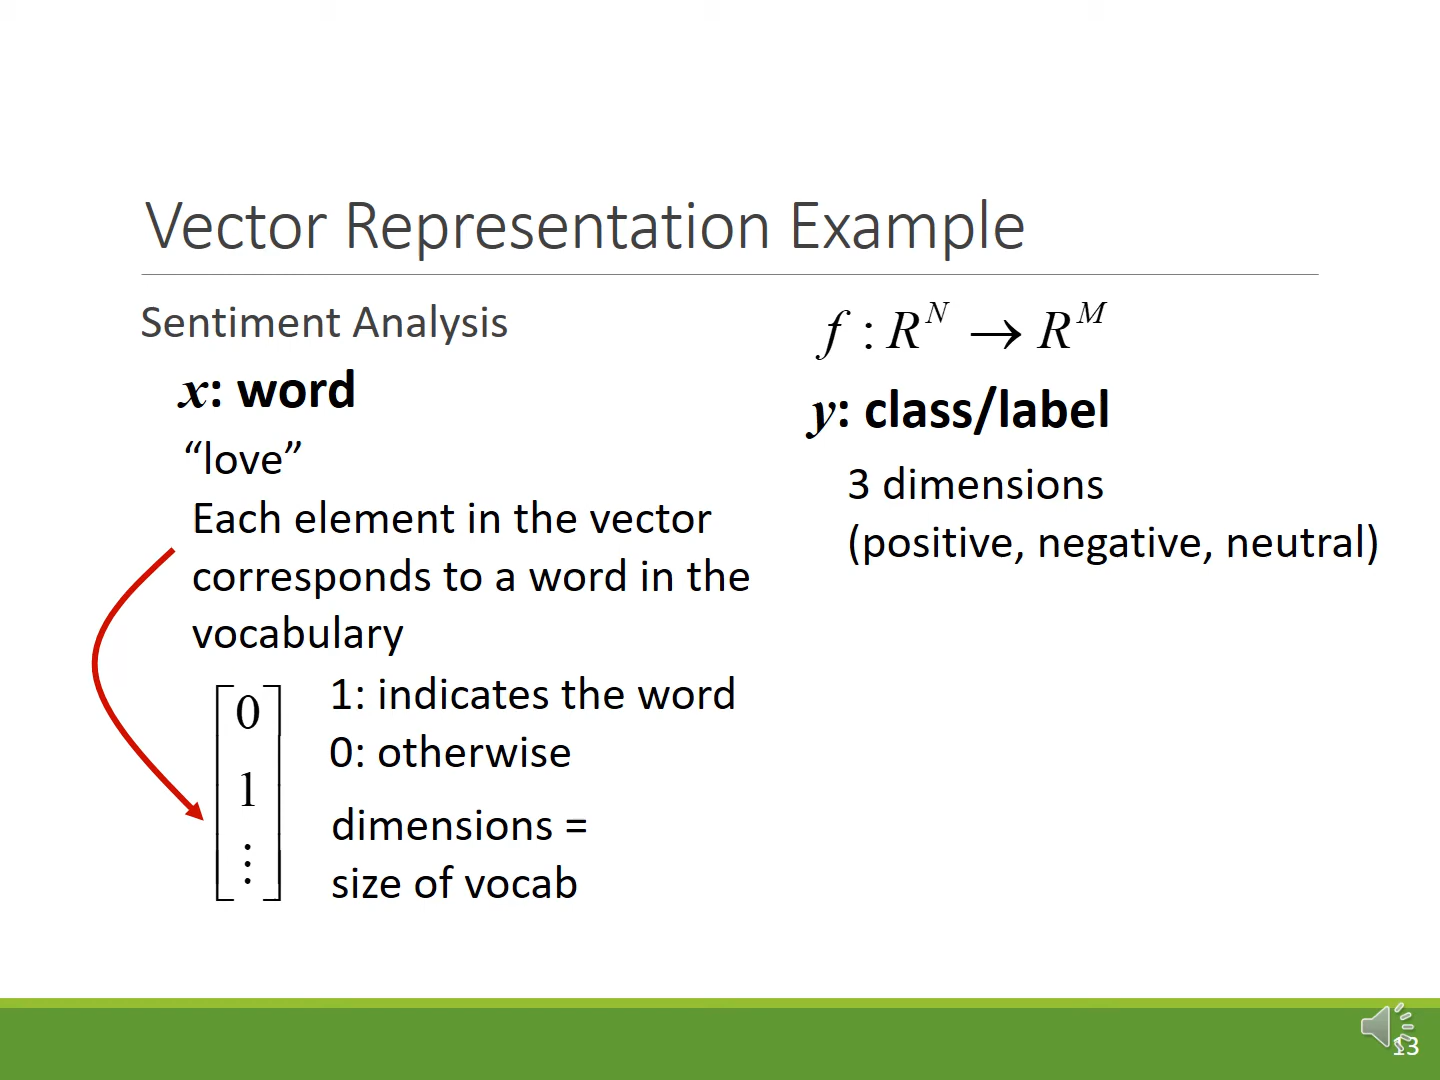 Vector Representation Example
Sentiment Analysis
x: word
“love”
Each element in the vector
corresponds to a word in the
vocabulary
0
1
⋮
1: indicates the word
0: otherwise
dimensions =
size of vocab
f : R^N → R^M
y: class/label
3 dimensions
(positive, negative, neutral)
13